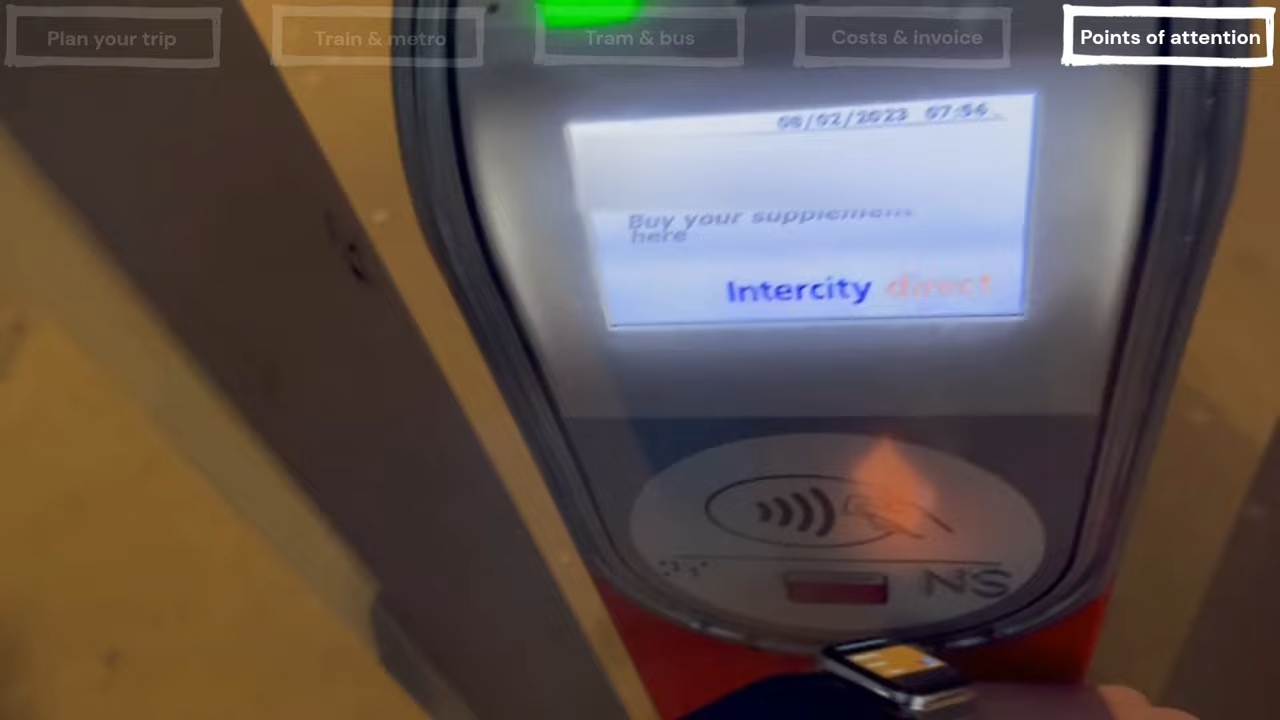 Plan your trip
Train & metro
Tram & bus
Costs & invoice
Points of attention
08/02/2023 07:54
Buy your supplement
here
Intercity direct
NS